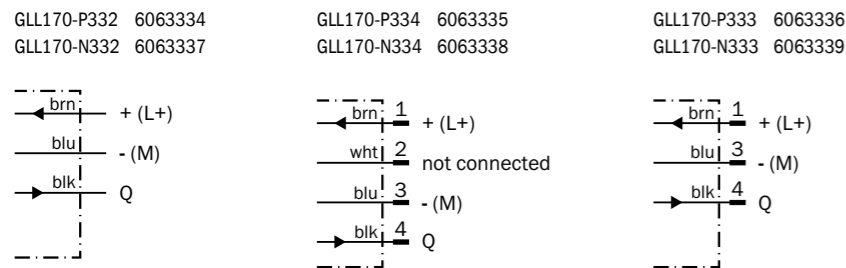 GLL170-P332 6063334
GLL170-N332 6063337
brn + (L+)
blu - (M)
blk Q
GLL170-P334 6063335
GLL170-N334 6063338
brn 1 + (L+)
wht 2 not connected
blu 3 - (M)
blk 4 Q
GLL170-P333 6063336
GLL170-N333 6063339
brn 1 + (L+)
blu 3 - (M)
blk 4 Q